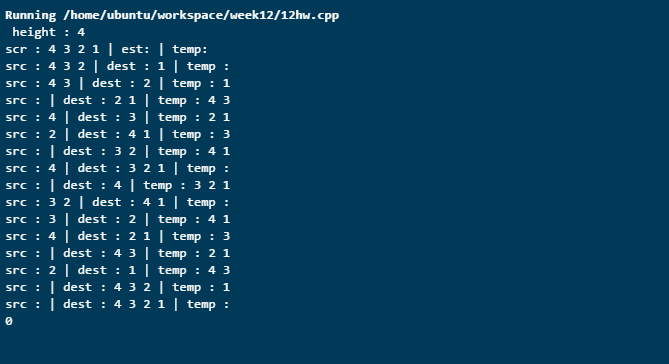 Running /home/ubuntu/workspace/week12/12hw.cpp
height : 4
scr : 4 3 2 1 | est: | temp:
src : 4 3 2 | dest : 1 | temp :
src : 4 3 | dest : 2 | temp : 1
src : | dest : 2 1 | temp : 4 3
src : 4 | dest : 3 | temp : 2 1
src : 2 | dest : 4 1 | temp : 3
src : | dest : 3 2 | temp : 4 1
src : 4 | dest : 3 2 1 | temp :
src : | dest : 4 | temp : 3 2 1
src : 3 2 | dest : 4 1 | temp :
src : 3 | dest : 2 | temp : 4 1
src : 4 | dest : 2 1 | temp : 3
src : | dest : 4 3 | temp : 2 1
src : 2 | dest : 1 | temp : 4 3
src : | dest : 4 3 2 | temp : 1
src : | dest : 4 3 2 1 | temp :
0